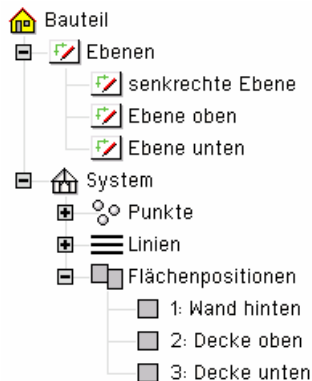 Bauteil
Ebenen
senkrechte Ebene
Ebene oben
Ebene unten
System
Punkte
Linien
Flächenpositionen
1: Wand hinten
2: Decke oben
3: Decke unten